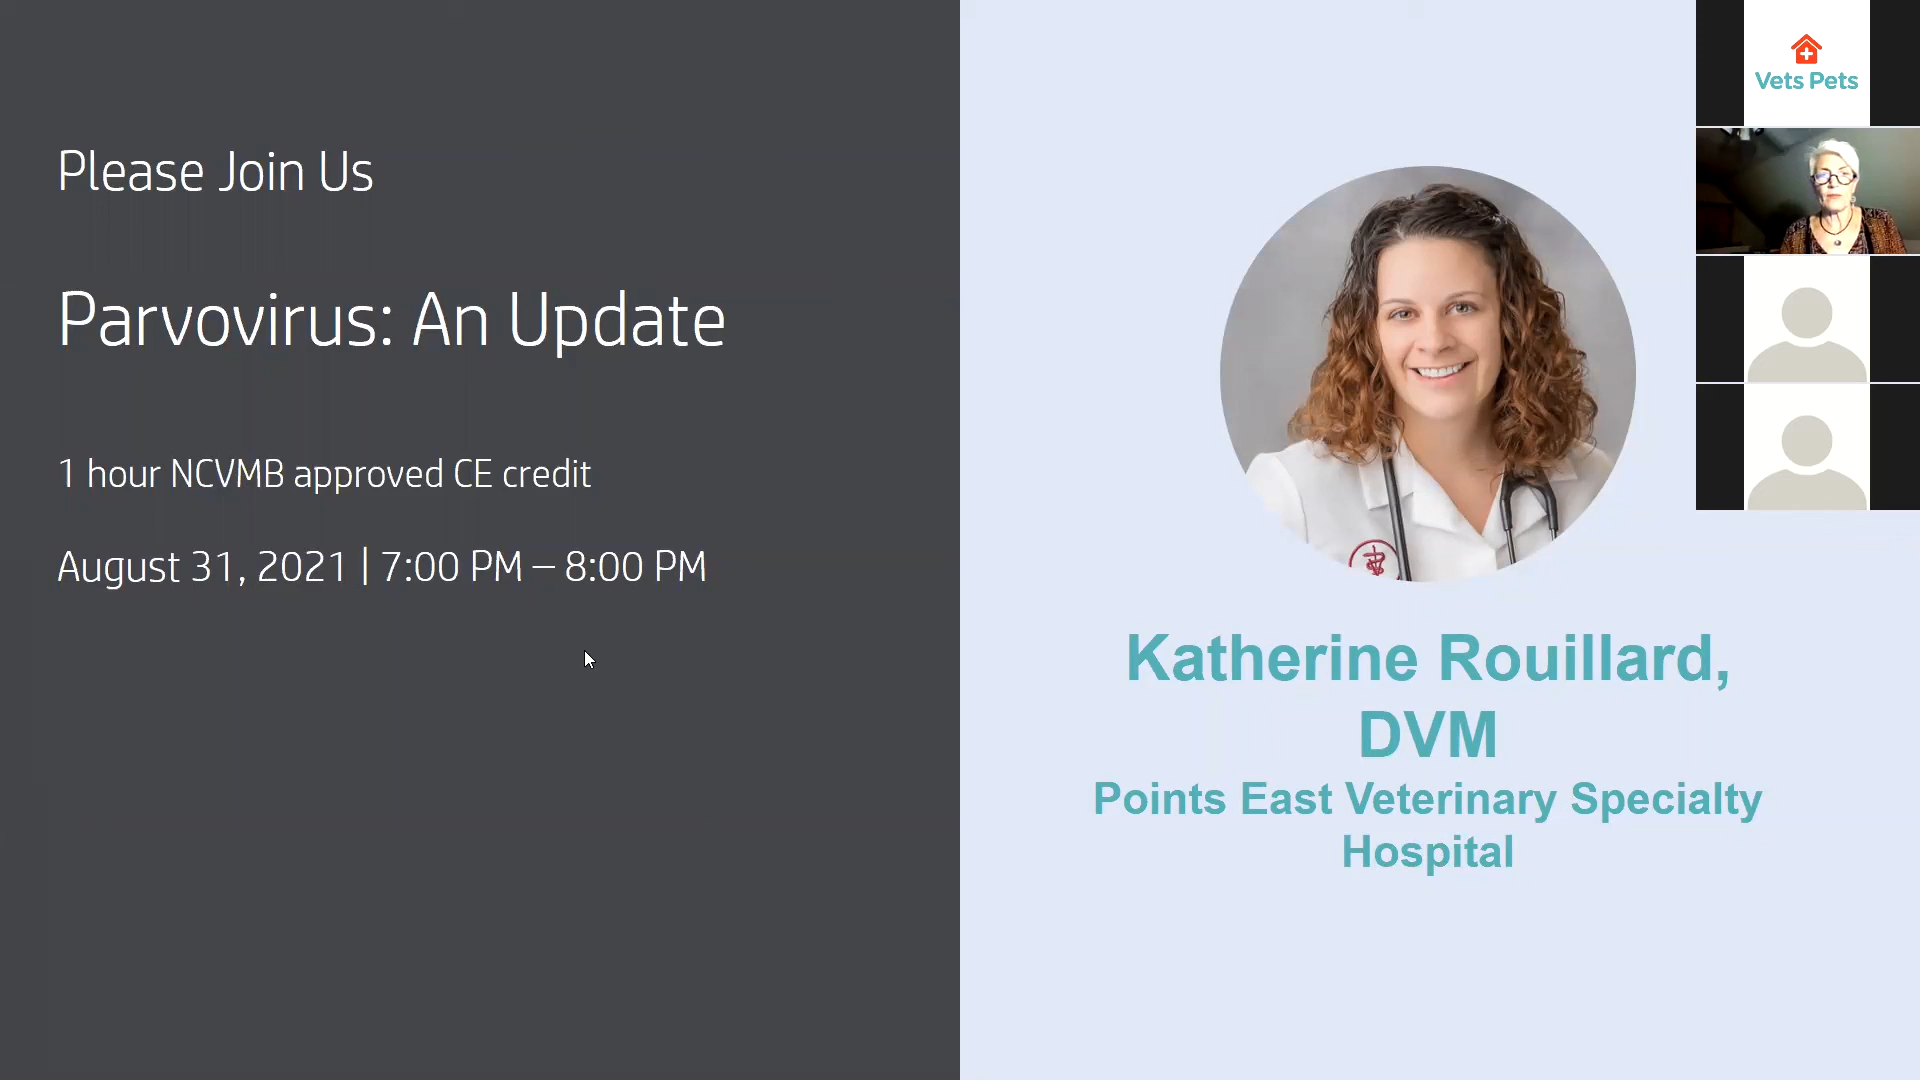 Please Join Us
Parvovirus: An Update
1 hour NCVMB approved CE credit
August 31, 2021 | 7:00 PM – 8:00 PM
Vets Pets
Katherine Rouillard,
DVM
Points East Veterinary Specialty
Hospital